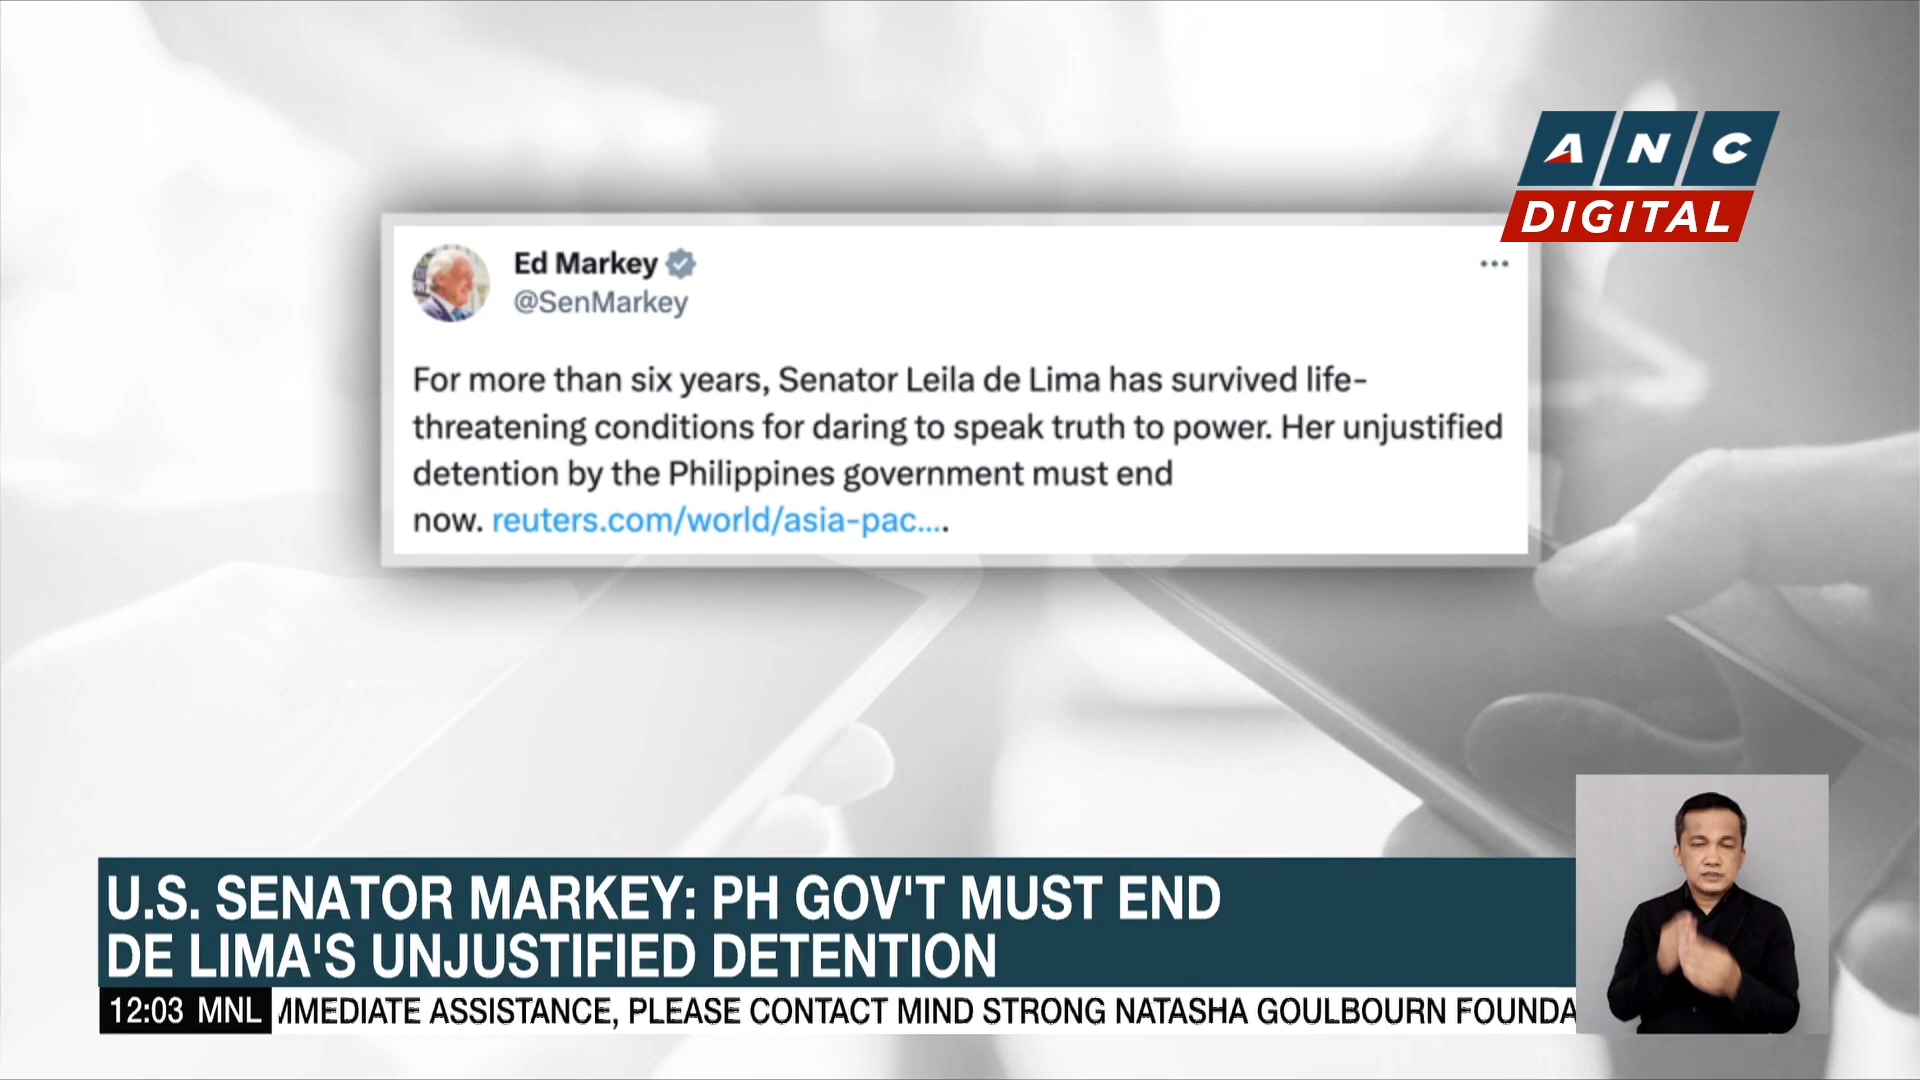 ANC
DIGITAL
Ed Markey
@SenMarkey
For more than six years, Senator Leila de Lima has survived life-
threatening conditions for daring to speak truth to power. Her unjustified
detention by the Philippines government must end
now. reuters.com/world/asia-pac....
U.S. SENATOR MARKEY: PH GOV'T MUST END
DE LIMA'S UNJUSTIFIED DETENTION
12:03 MNL
ASSISTANCE, PLEASE CONTACT MIND STRONG NATASHA GOULBOURN